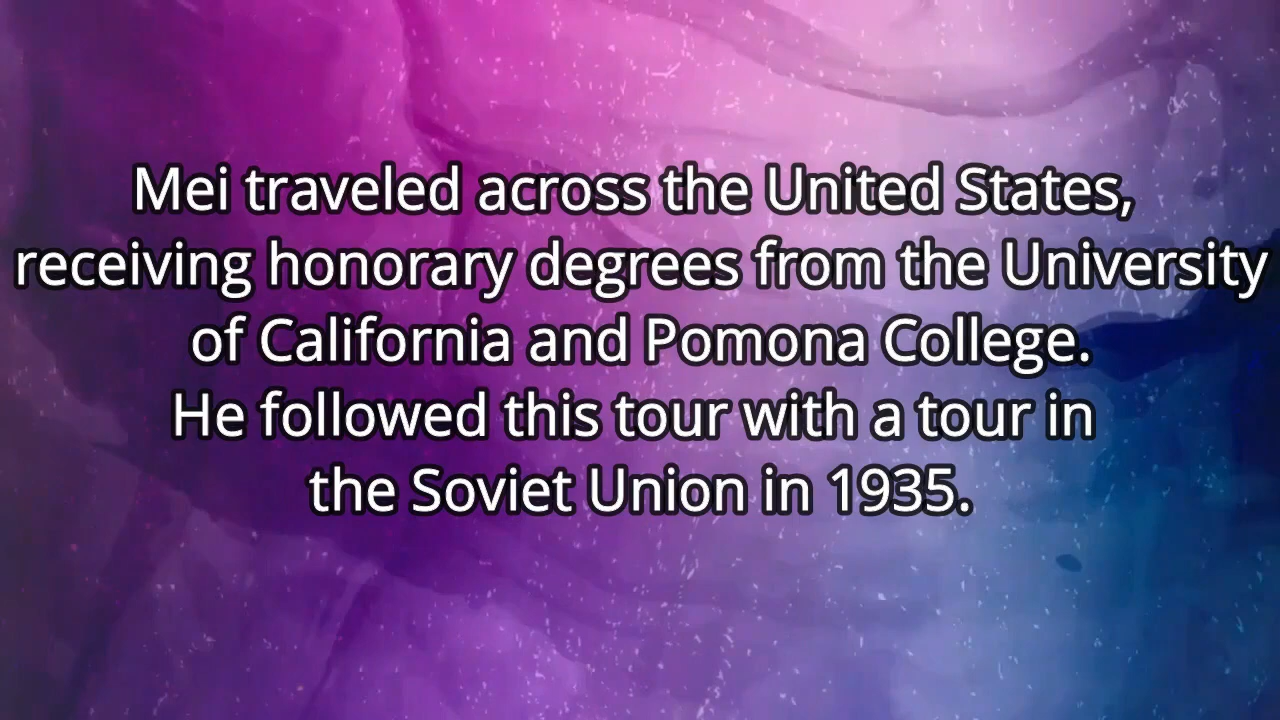 Mei traveled across the United States,
receiving honorary degrees from the University
of California and Pomona College.
He followed this tour with a tour in
the Soviet Union in 1935.